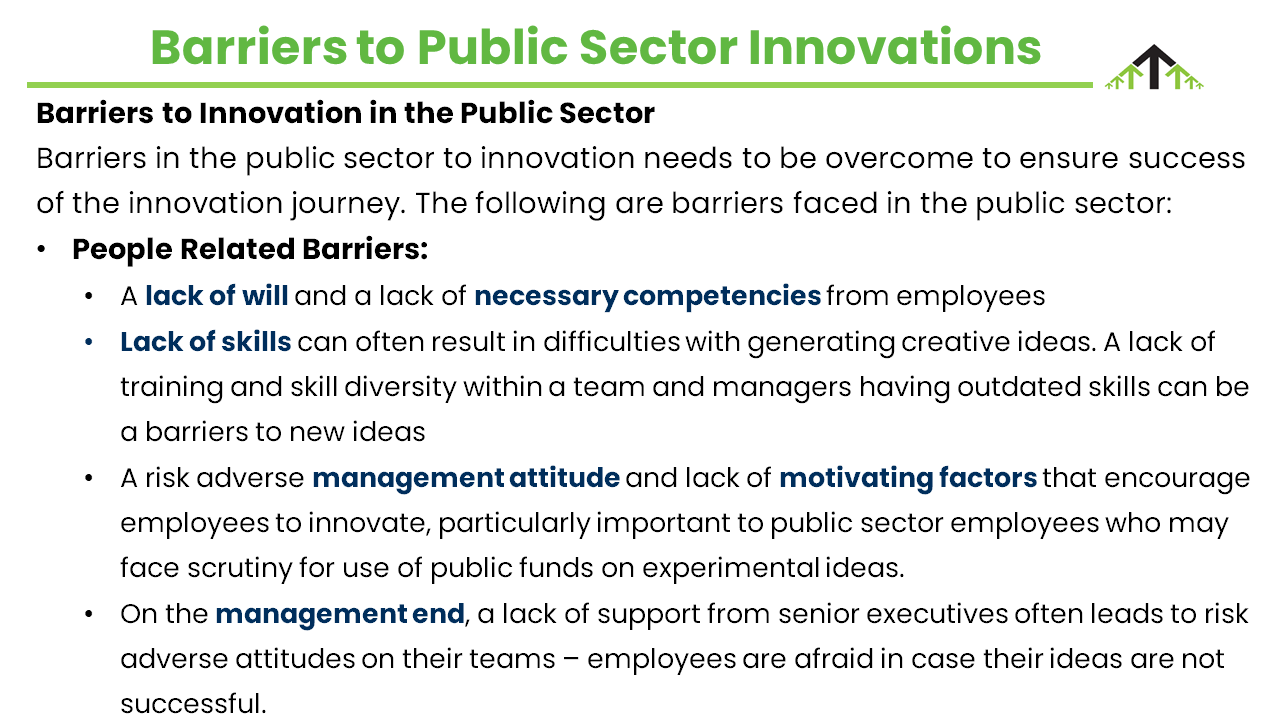 Barriers to Public Sector Innovations
Barriers to Innovation in the Public Sector
Barriers in the public sector to innovation needs to be overcome to ensure success
of the innovation journey. The following are barriers faced in the public sector:
• People Related Barriers:
• A lack of will and a lack of necessary competencies from employees
• Lack of skills can often result in difficulties with generating creative ideas. A lack of
training and skill diversity within a team and managers having outdated skills can be
a barriers to new ideas
• A risk adverse management attitude and lack of motivating factors that encourage
employees to innovate, particularly important to public sector employees who may
face scrutiny for use of public funds on experimental ideas.
• On the management end, a lack of support from senior executives often leads to risk
adverse attitudes on their teams – employees are afraid in case their ideas are not
successful.